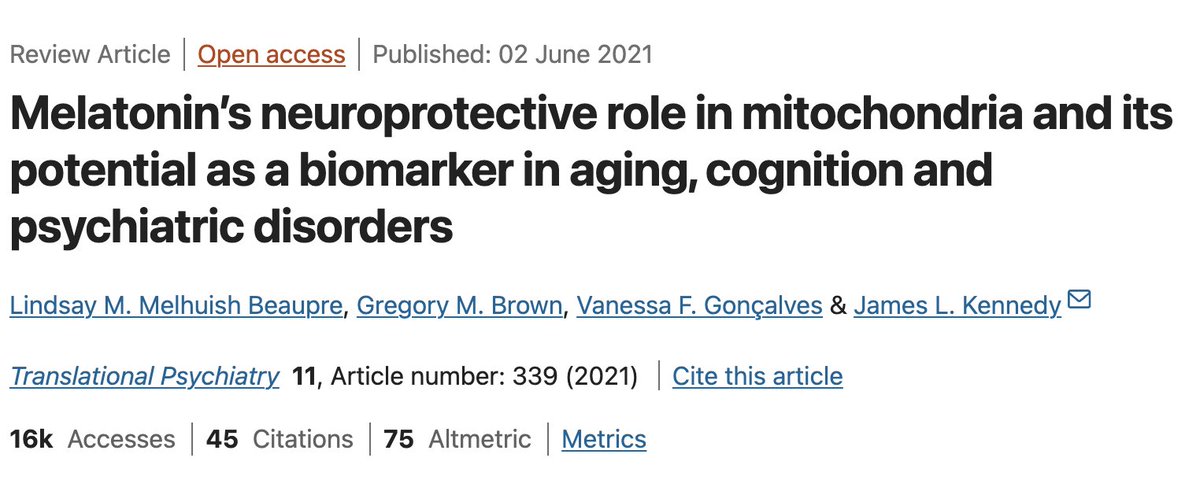 Review Article | Open access | Published: 02 June 2021
Melatonin’s neuroprotective role in mitochondria and its
potential as a biomarker in aging, cognition and
psychiatric disorders
Lindsay M. Melhuish Beaupre, Gregory M. Brown, Vanessa F. Gonçalves & James L. Kennedy
Translational Psychiatry 11, Article number: 339 (2021) | Cite this article
16k Accesses | 45 Citations | 75 Altmetric | Metrics